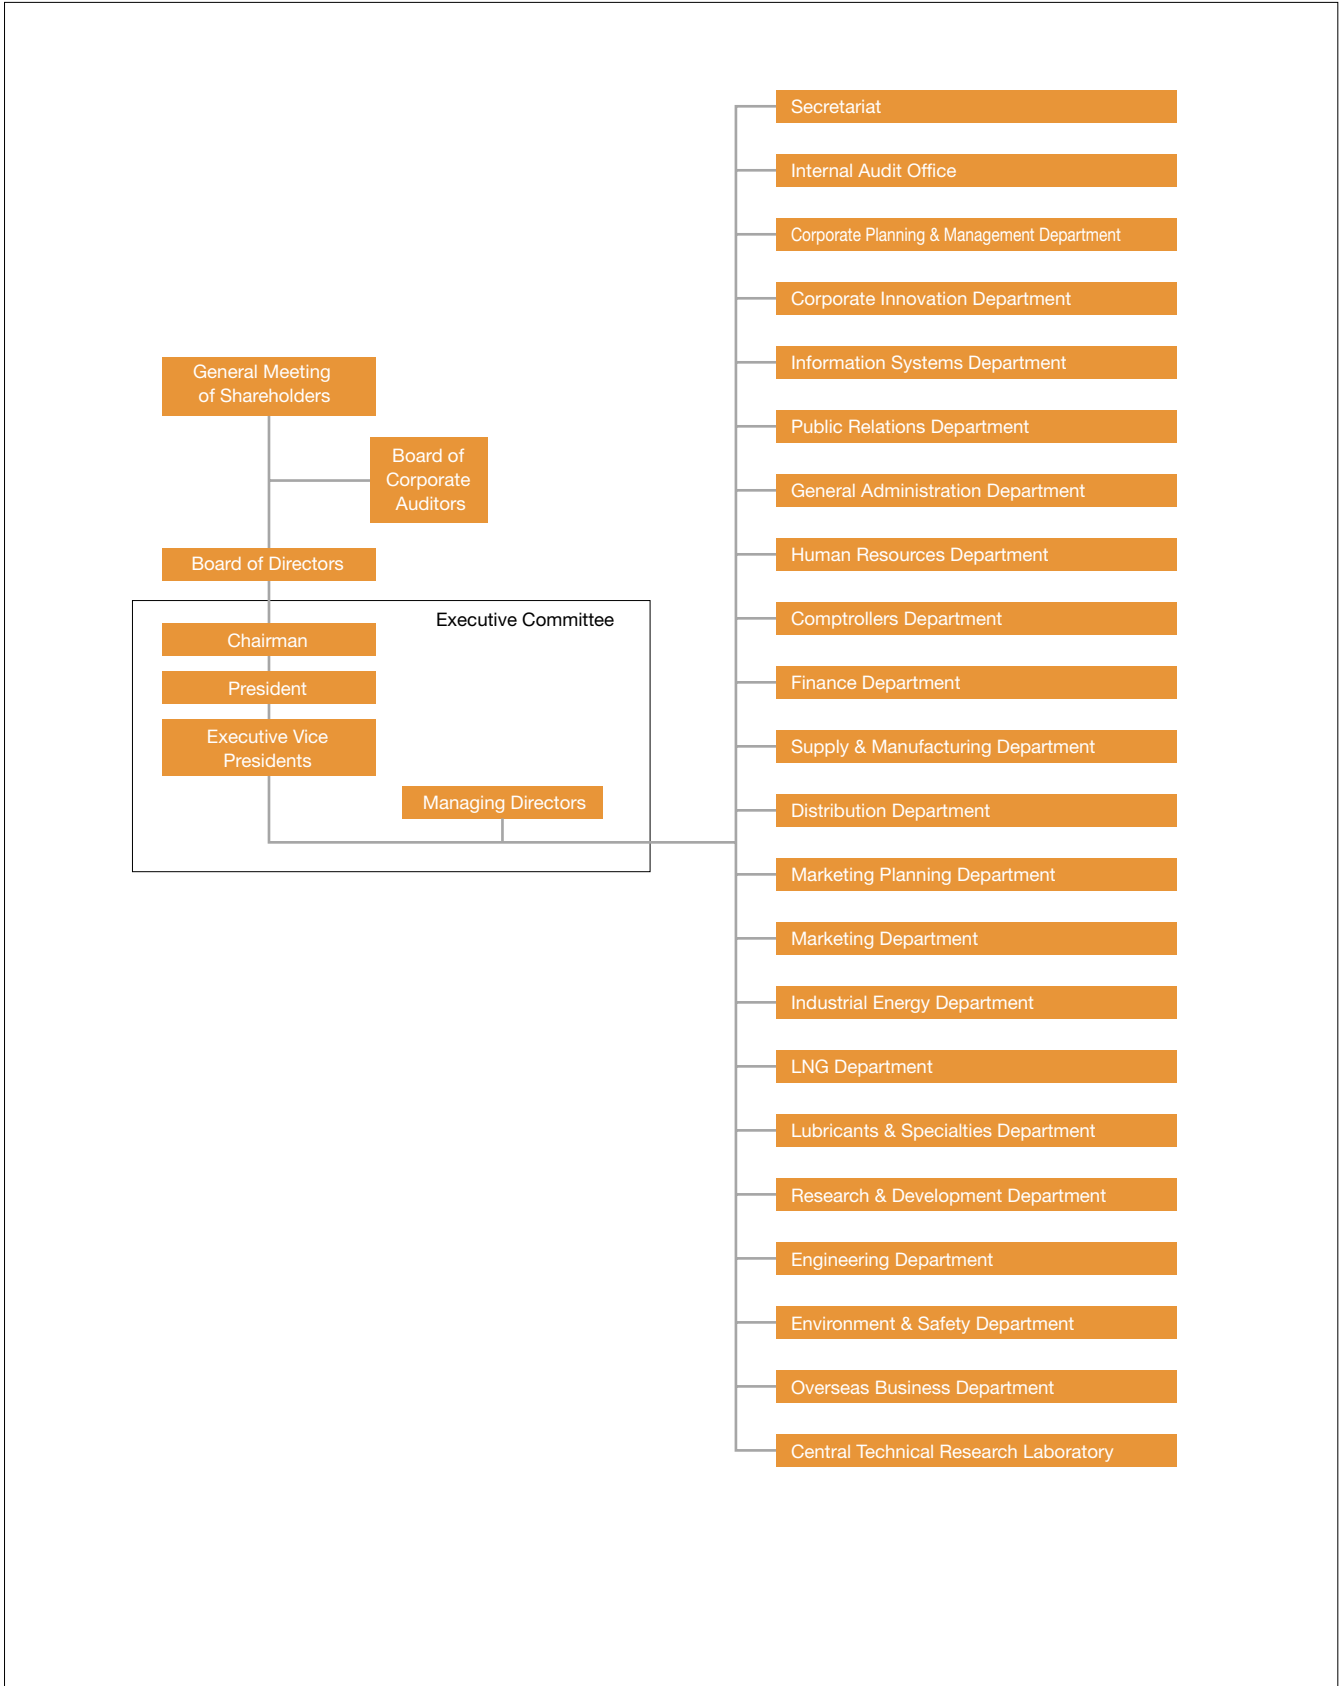 General Meeting
of Shareholders
Board of
Corporate
Auditors
Board of Directors
Executive Committee
Chairman
President
Executive Vice
Presidents
Managing Directors
Secretariat
Internal Audit Office
Corporate Planning & Management Department
Corporate Innovation Department
Information Systems Department
Public Relations Department
General Administration Department
Human Resources Department
Comptrollers Department
Finance Department
Supply & Manufacturing Department
Distribution Department
Marketing Planning Department
Marketing Department
Industrial Energy Department
LNG Department
Lubricants & Specialties Department
Research & Development Department
Engineering Department
Environment & Safety Department
Overseas Business Department
Central Technical Research Laboratory